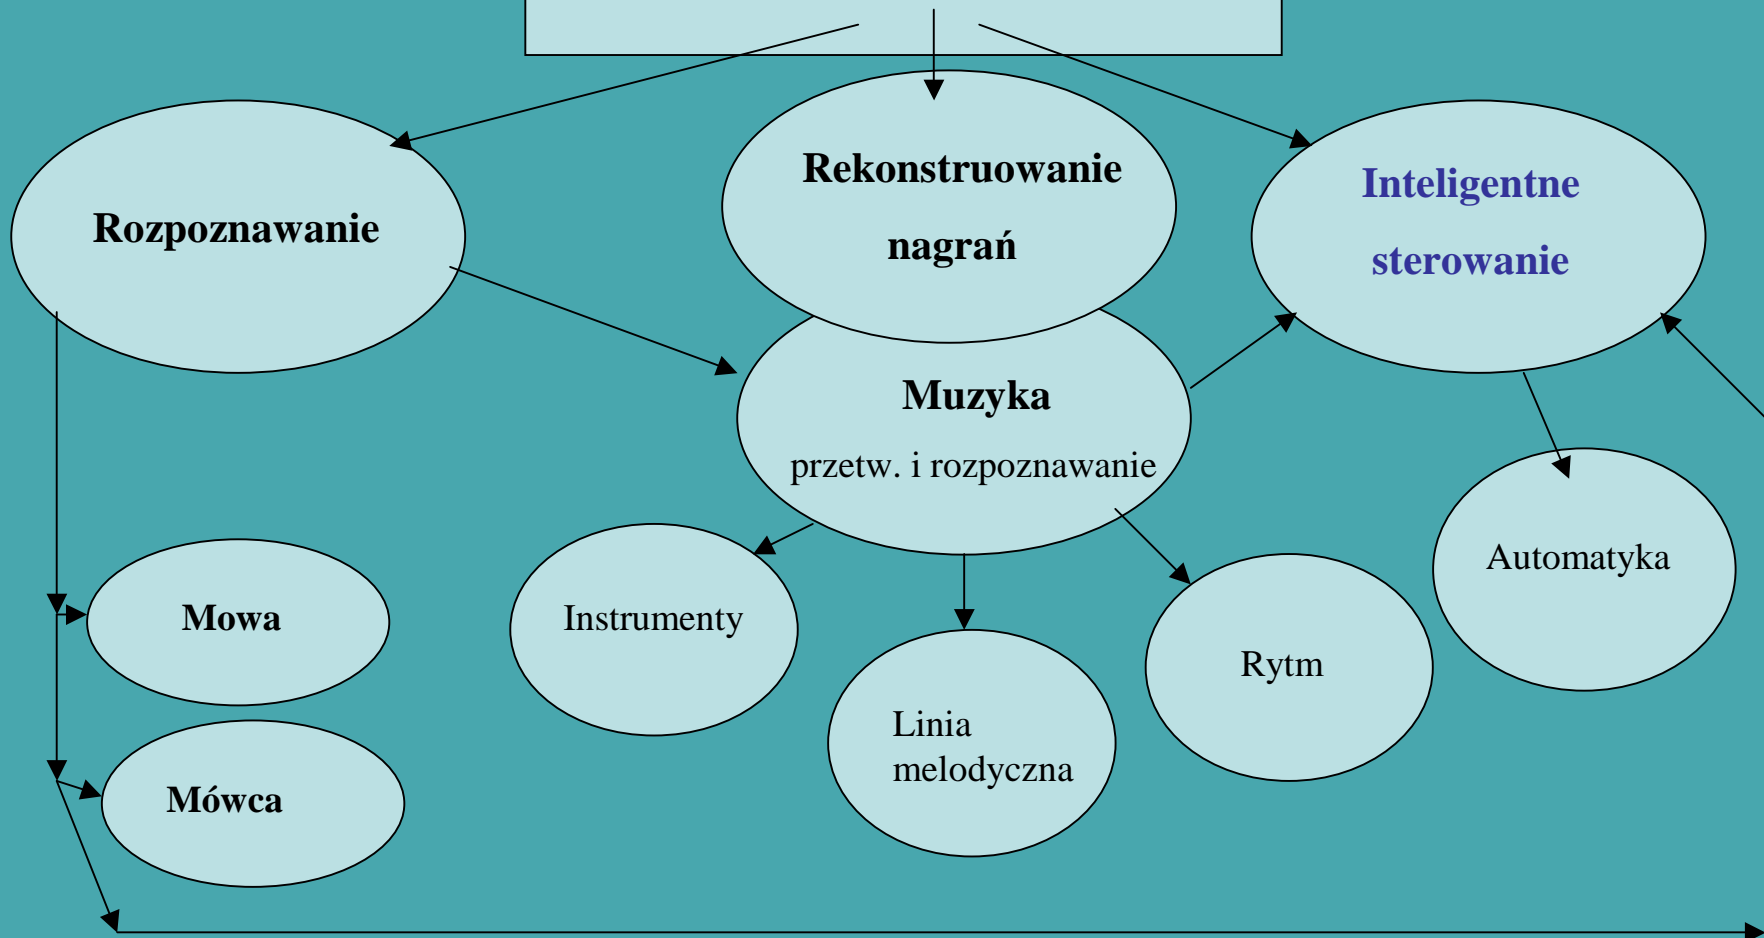 Rozpoznawanie
Rekonstruowanie
nagrań
Inteligentne
sterowanie
Muzyka
przetw. i rozpoznawanie
Mowa
Mówca
Instrumenty
Linia
melodyczna
Rytm
Automatyka